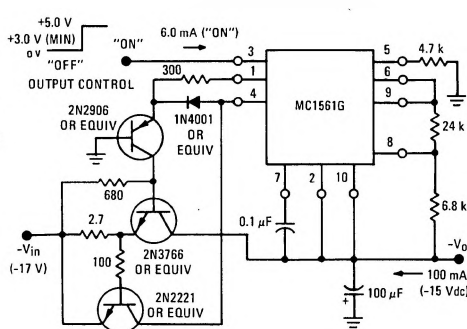 +5.0 V
+3.0 V (MIN)
0 V
"OFF"
"ON"
OUTPUT CONTROL
6.0 mA ("ON")
3
1
4
5
6
9
8
7
2
10
MC1561G
4.7 k
24 k
6.8 k
300
1N4001
OR
EQUIV
2N2906
OR EQUIV
680
2.7
2N3766
OR EQUIV
100
2N2221
OR EQUIV
-Vin
(-17 V)
0.1 µF
100 µF
+
-Vo
100 mA
(-15 Vdc)